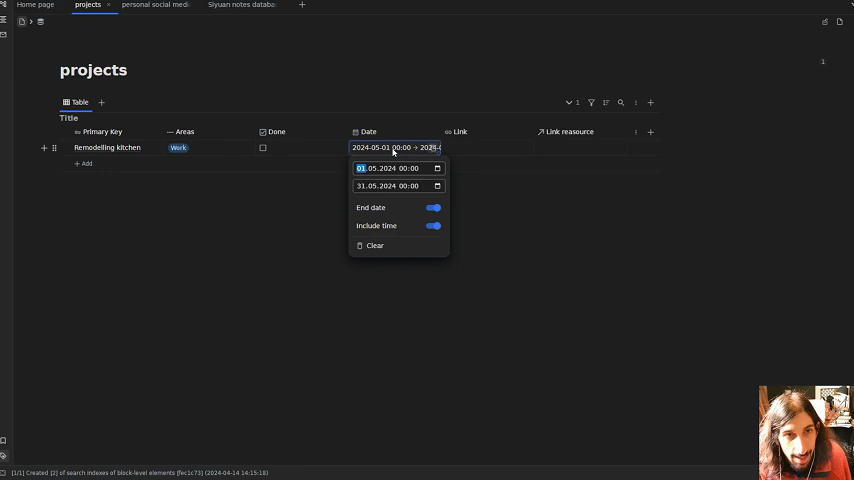 Home page projects × personal social medi Siyuan notes databa +
projects
Table +
1
1
Title
Primary Key Areas Done Date Link Link reasource
Remodelling kitchen Work 2024-05-01 00:00 → 2024-0
+ Add
01.05.2024 00:00
31.05.2024 00:00
End date
Include time
Clear
[1/1] Created [2] of search indexes of block-level elements [fec1c73] (2024-04-14 14:15:18)